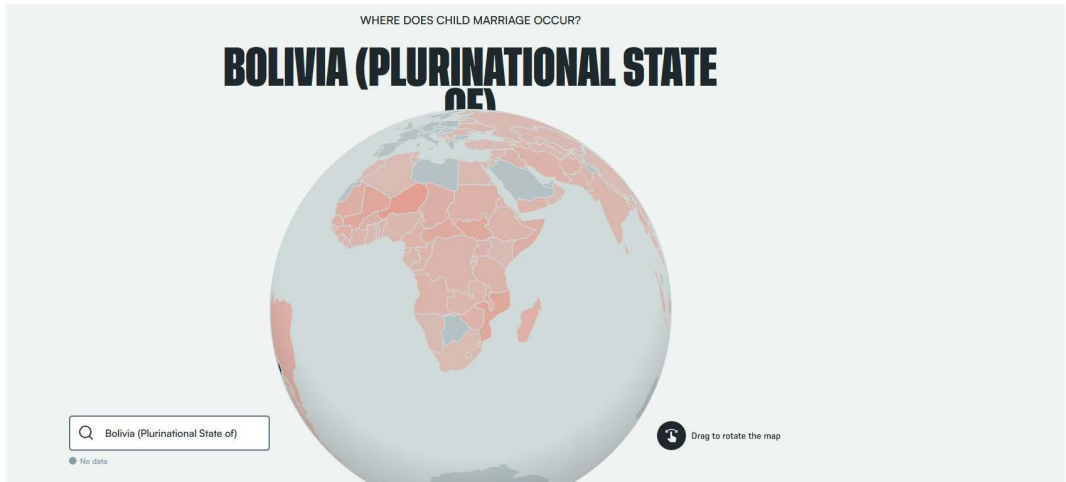 WHERE DOES CHILD MARRIAGE OCCUR?
BOLIVIA (PLURINATIONAL STATE
OF)
Bolivia (Plurinational State of)
Drag to rotate the map
No data